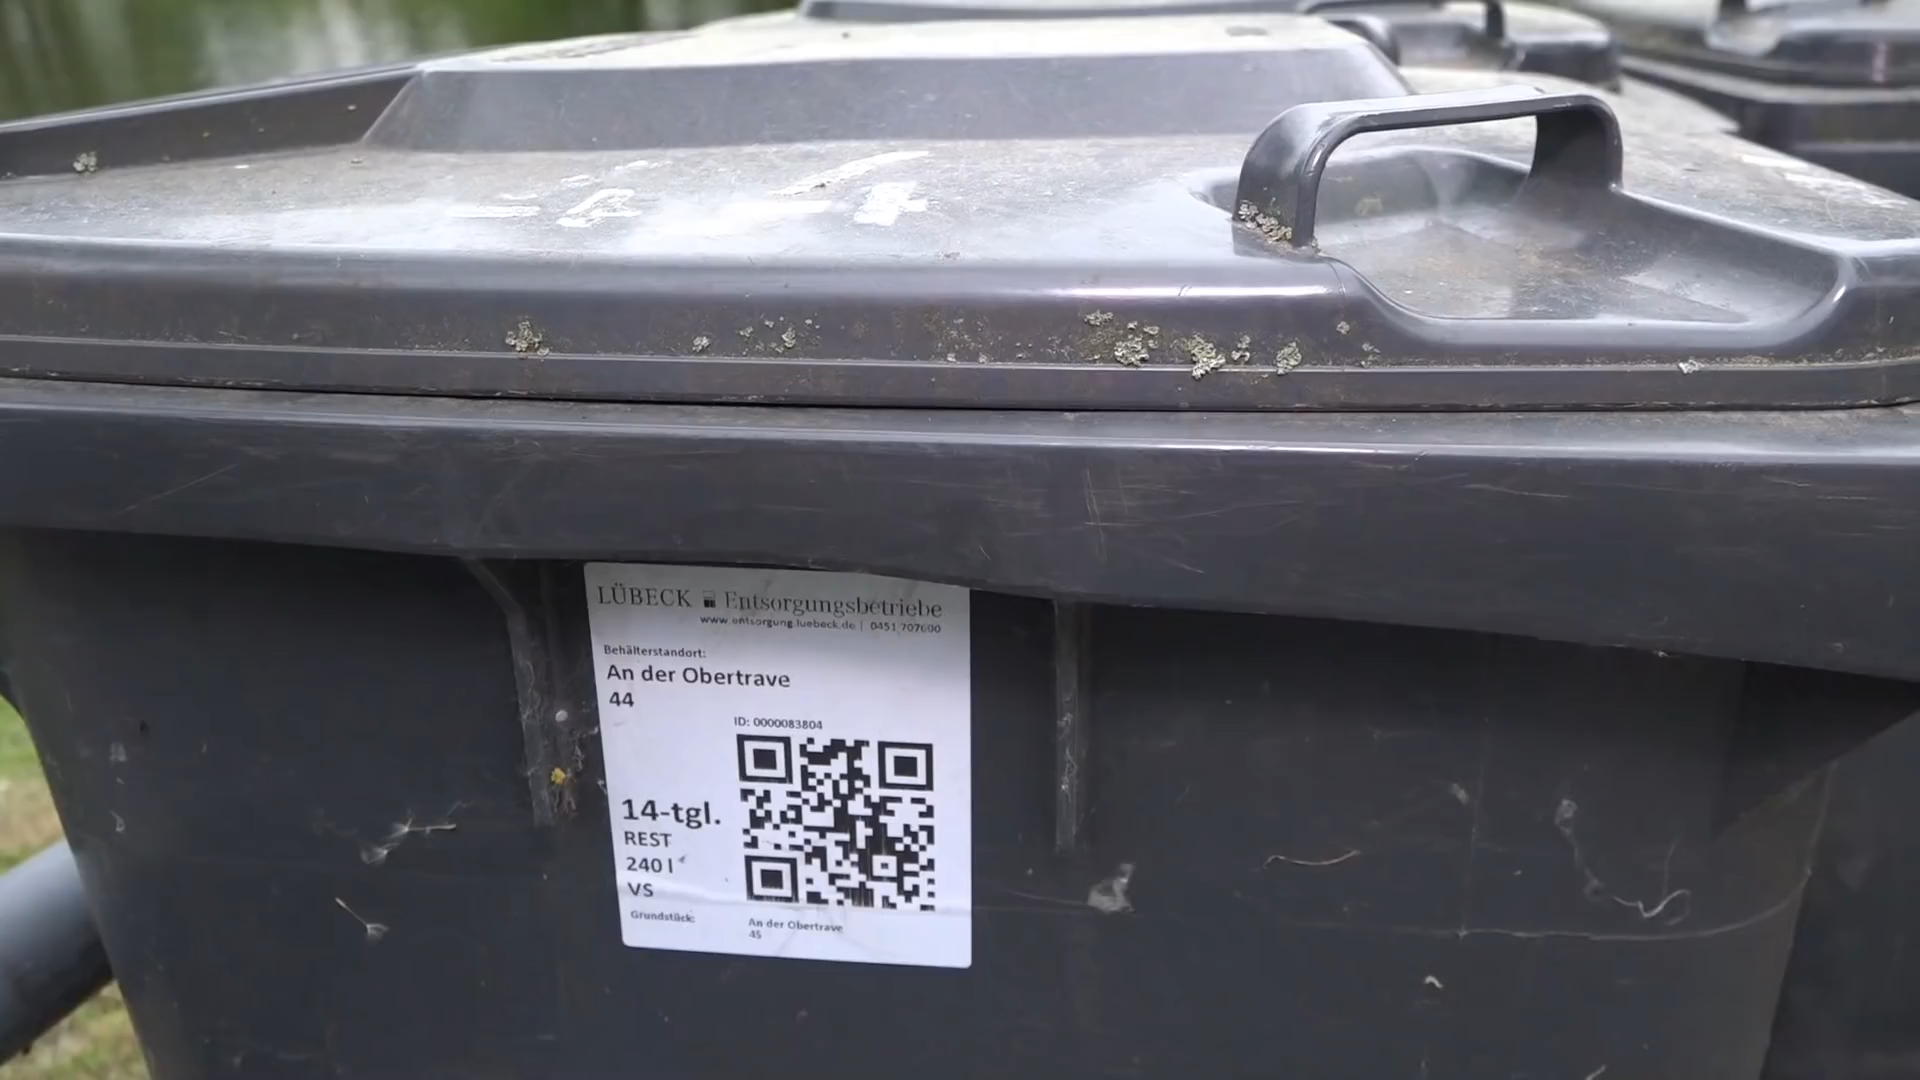 LÜBECK Entsorgungsbetriebe
www.entsorgung.luebeck.de | 0451 707600
Behälterstandort:
An der Obertrave
44
ID: 0000083804
14-tgl.
REST
240 l
VS
Grundstück: An der Obertrave
45